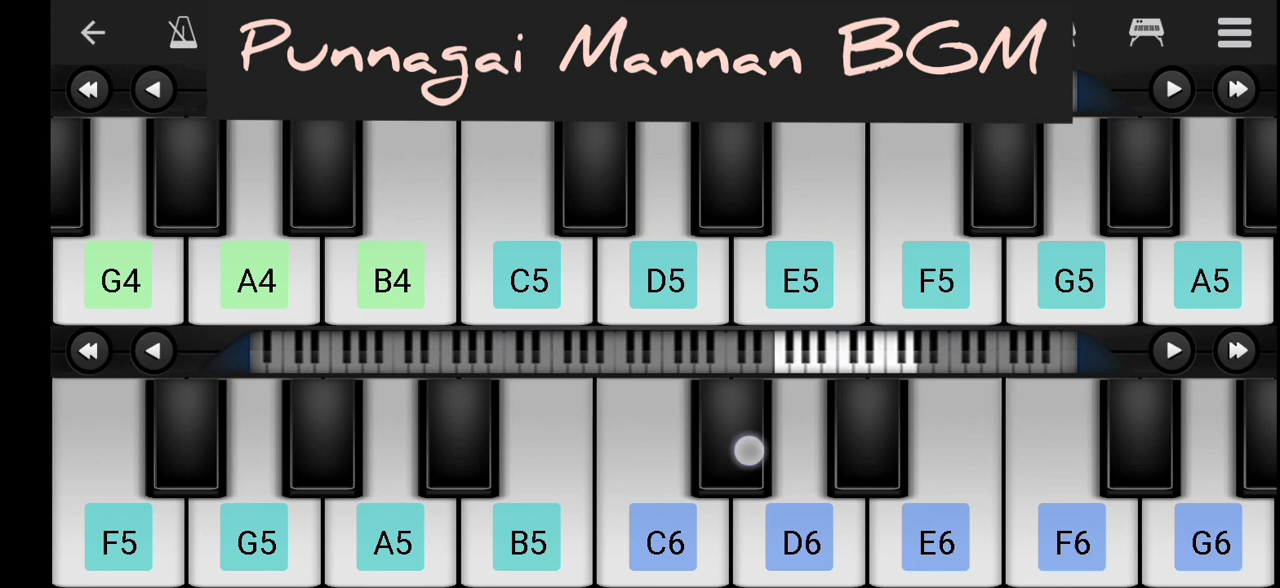 Punnagai Mannan BGM
G4 A4 B4 C5 D5 E5 F5 G5 A5
F5 G5 A5 B5 C6 D6 E6 F6 G6